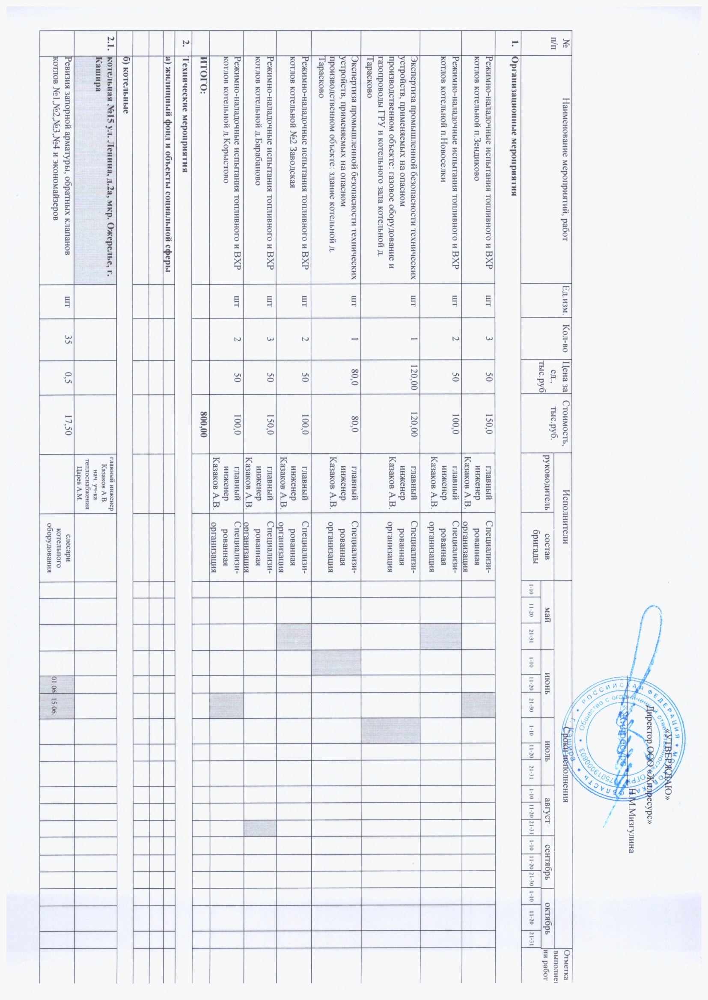 «УТВЕРЖДАЮ»
Директор ООО «Жилресурс»
Н.М.Мизгулина
РОССИЙСКАЯ ФЕДЕРАЦИЯ
ОБЛАСТЬ
г. Кашира
Общество с ограниченной ответственностью
Жилресурс
№
п/п
Наименование мероприятий, работ
Ед.изм.
Кол-во
Цена за
ед.,
тыс.руб
Стоимость,
тыс.руб.
Исполнители
руководитель
состав
бригады
Сроки исполнения
май
июнь
июль
август
сентябрь
октябрь
1-10 11-20 21-31 1-10 11-20 21-30 1-10 11-20 21-31 1-10 11-20 21-31 1-10 11-20 21-30 1-10 11-20 21-31
Отметка
ии работ
1. Организационные мероприятия
Режимно-наладочные испытания топливного и ВХР
котлов котельной п.Зендиково
шт 3 50 150,0
главный
инженер
Казаков А.В.
Специализи-
рованная
организация
Режимно-наладочные испытания топливного и ВХР
котлов котельной п.Новоселки
шт 2 50 100,0
главный
инженер
Казаков А.В.
Специализи-
рованная
организация
Экспертиза промышленной безопасности технических
устройств, применяемых на опасном
производственном объекте: газовое оборудование и
газопроводы ГРУ и котельного зала котельной д.
Тарасково
шт 1 120,00 120,00
главный
инженер
Казаков А.В.
Специализи-
рованная
организация
Экспертиза промышленной безопасности технических
устройств, применяемых на опасном
производственном объекте: здание котельной д.
Тарасково
шт 1 80,0 80,0
главный
инженер
Казаков А.В.
Специализи-
рованная
организация
Режимно-наладочные испытания топливного и ВХР
котлов котельной №2 Заводская
шт 2 50 100,0
главный
инженер
Казаков А.В.
Специализи-
рованная
организация
Режимно-наладочные испытания топливного и ВХР
котлов котельной д.Барабаново
шт 3 50 150,0
главный
инженер
Казаков А.В.
Специализи-
рованная
организация
Режимно-наладочные испытания топливного и ВХР
котлов котельной д.Корыстово
шт 2 50 100,0
главный
инженер
Казаков А.В.
Специализи-
рованная
организация
ИТОГО: 800,00
2. Технические мероприятия
а) жилищный фонд и объекты социальной сферы
б) котельные
2.1. котельная №15 ул. Ленина, д.2а, мкр. Ожерелье, г.
Кашира
главный инженер
Казаков А.В.
нач. уч-ка
теплоснабжения
Царев А.М.
Ревизия запорной арматуры, обратных клапанов
котлов №1,№2,№3,№4 и экономайзеров
шт 35 0,5 17,50
слесари
котельного
оборудования
01.06 15.06.